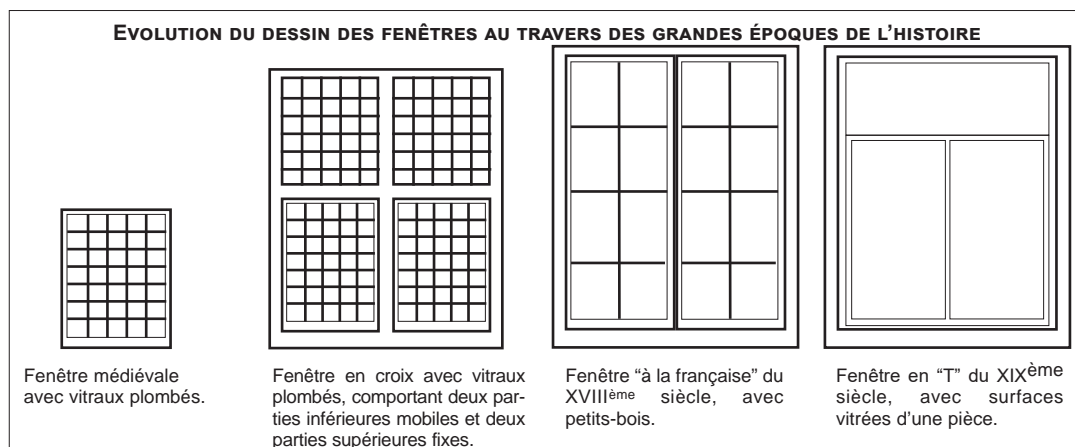 EVOLUTION DU DESSIN DES FENÊTRES AU TRAVERS DES GRANDES ÉPOQUES DE L’HISTOIRE
Fenêtre médiévale
avec vitraux plombés.
Fenêtre en croix avec vitraux
plombés, comportant deux par-
ties inférieures mobiles et deux
parties supérieures fixes.
Fenêtre “à la française” du
XVIIIème siècle, avec
petits-bois.
Fenêtre en “T” du XIXème
siècle, avec surfaces
vitrées d’une pièce.